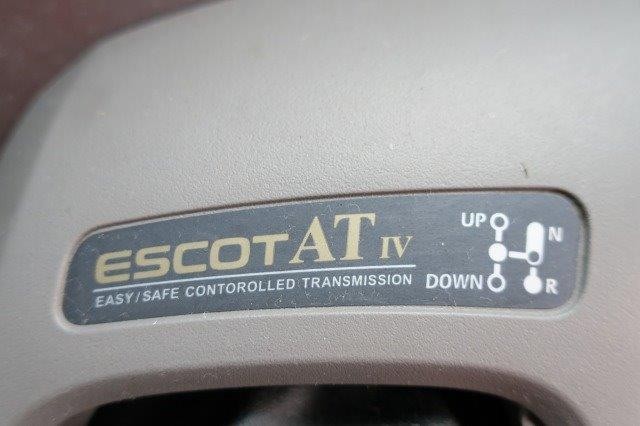 ESCOT AT IV
EASY/SAFE CONTOROLLED TRANSMISSION
UP
N
DOWN
R